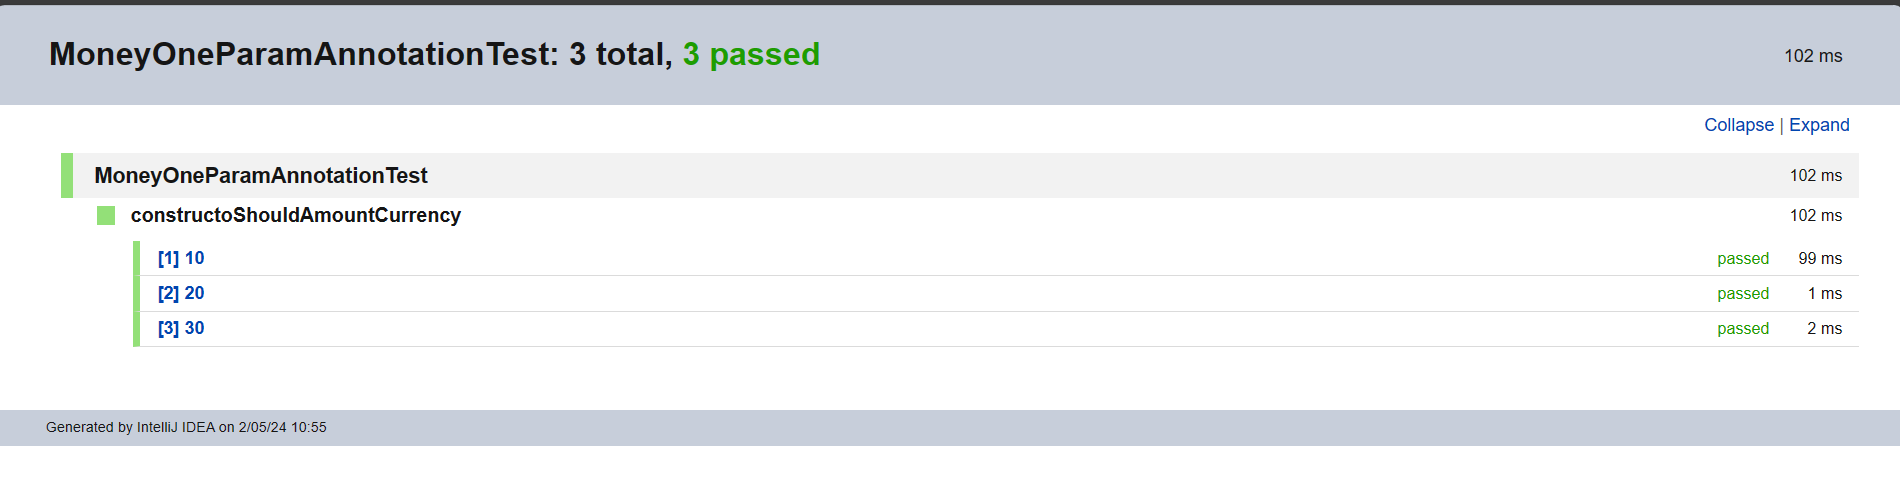 MoneyOneParamAnnotationTest: 3 total, 3 passed 102 ms
Collapse | Expand
MoneyOneParamAnnotationTest 102 ms
constructoShouldAmountCurrency 102 ms
[1] 10 passed 99 ms
[2] 20 passed 1 ms
[3] 30 passed 2 ms
Generated by IntelliJ IDEA on 2/05/24 10:55